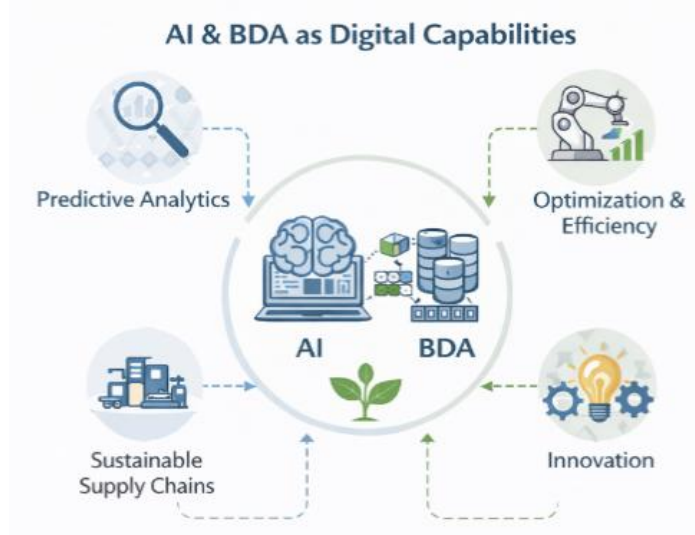 AI & BDA as Digital Capabilities
Predictive Analytics
Optimization &
Efficiency
AI
BDA
Sustainable
Supply Chains
Innovation